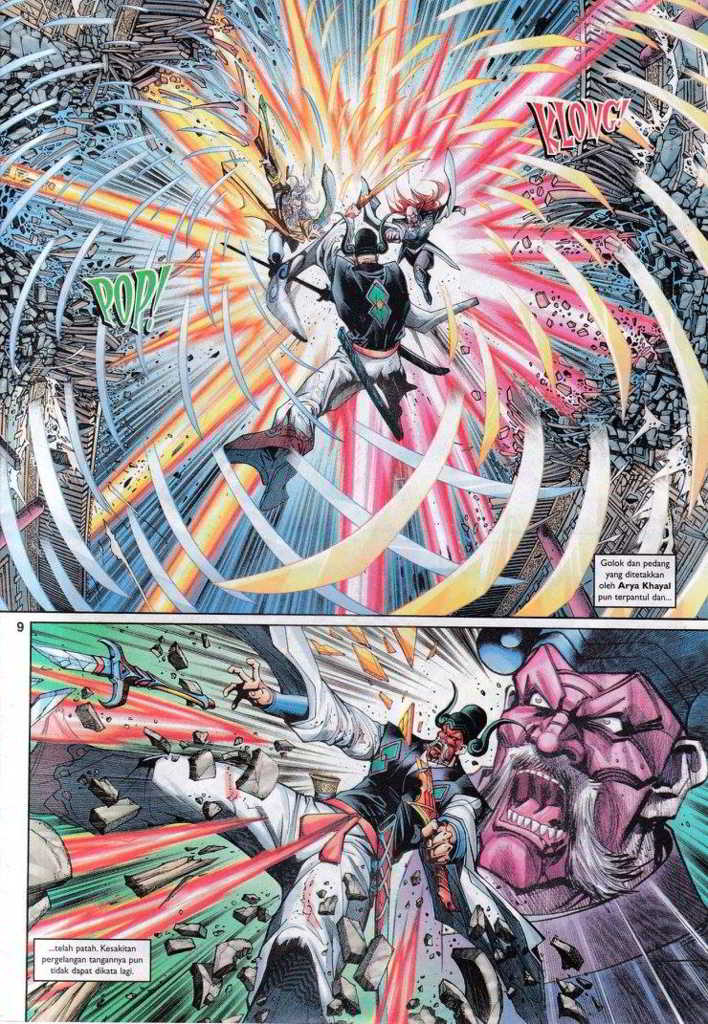 KLONG!
POP!
Golok dan pedang
yang ditetakkan
oleh Arya Khayal
pun terpantul dan...
9
...telah patah. Kesakitan
pergelangan tangannya pun
tidak dapat dikata lagi.